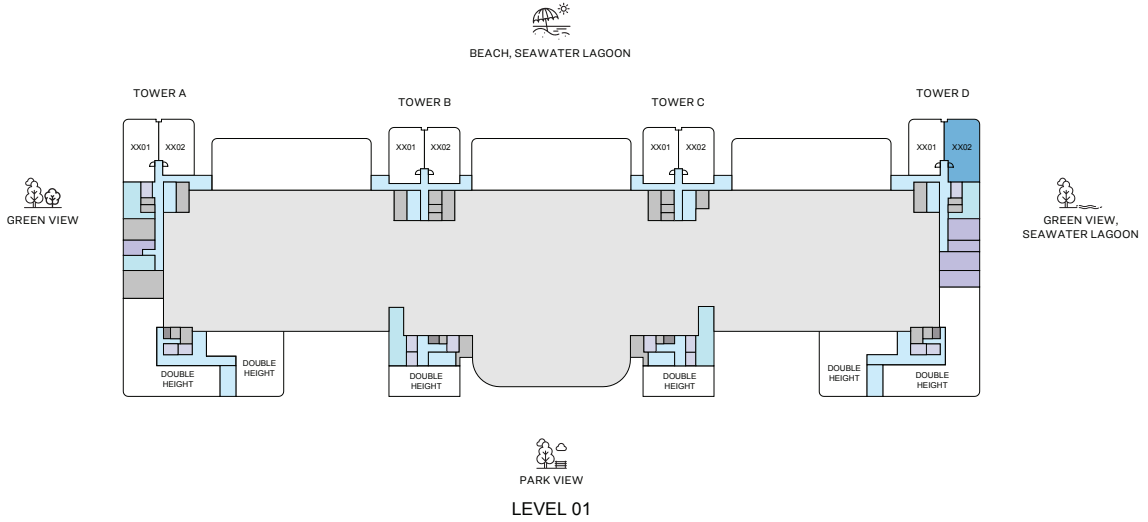 BEACH, SEAWATER LAGOON
TOWER A
TOWER B
TOWER C
TOWER D
XX01
XX02
XX01
XX02
XX01
XX02
XX01
XX02
GREEN VIEW
GREEN VIEW,
SEAWATER LAGOON
DOUBLE
HEIGHT
DOUBLE
HEIGHT
DOUBLE
HEIGHT
DOUBLE
HEIGHT
DOUBLE
HEIGHT
DOUBLE
HEIGHT
PARK VIEW
LEVEL 01